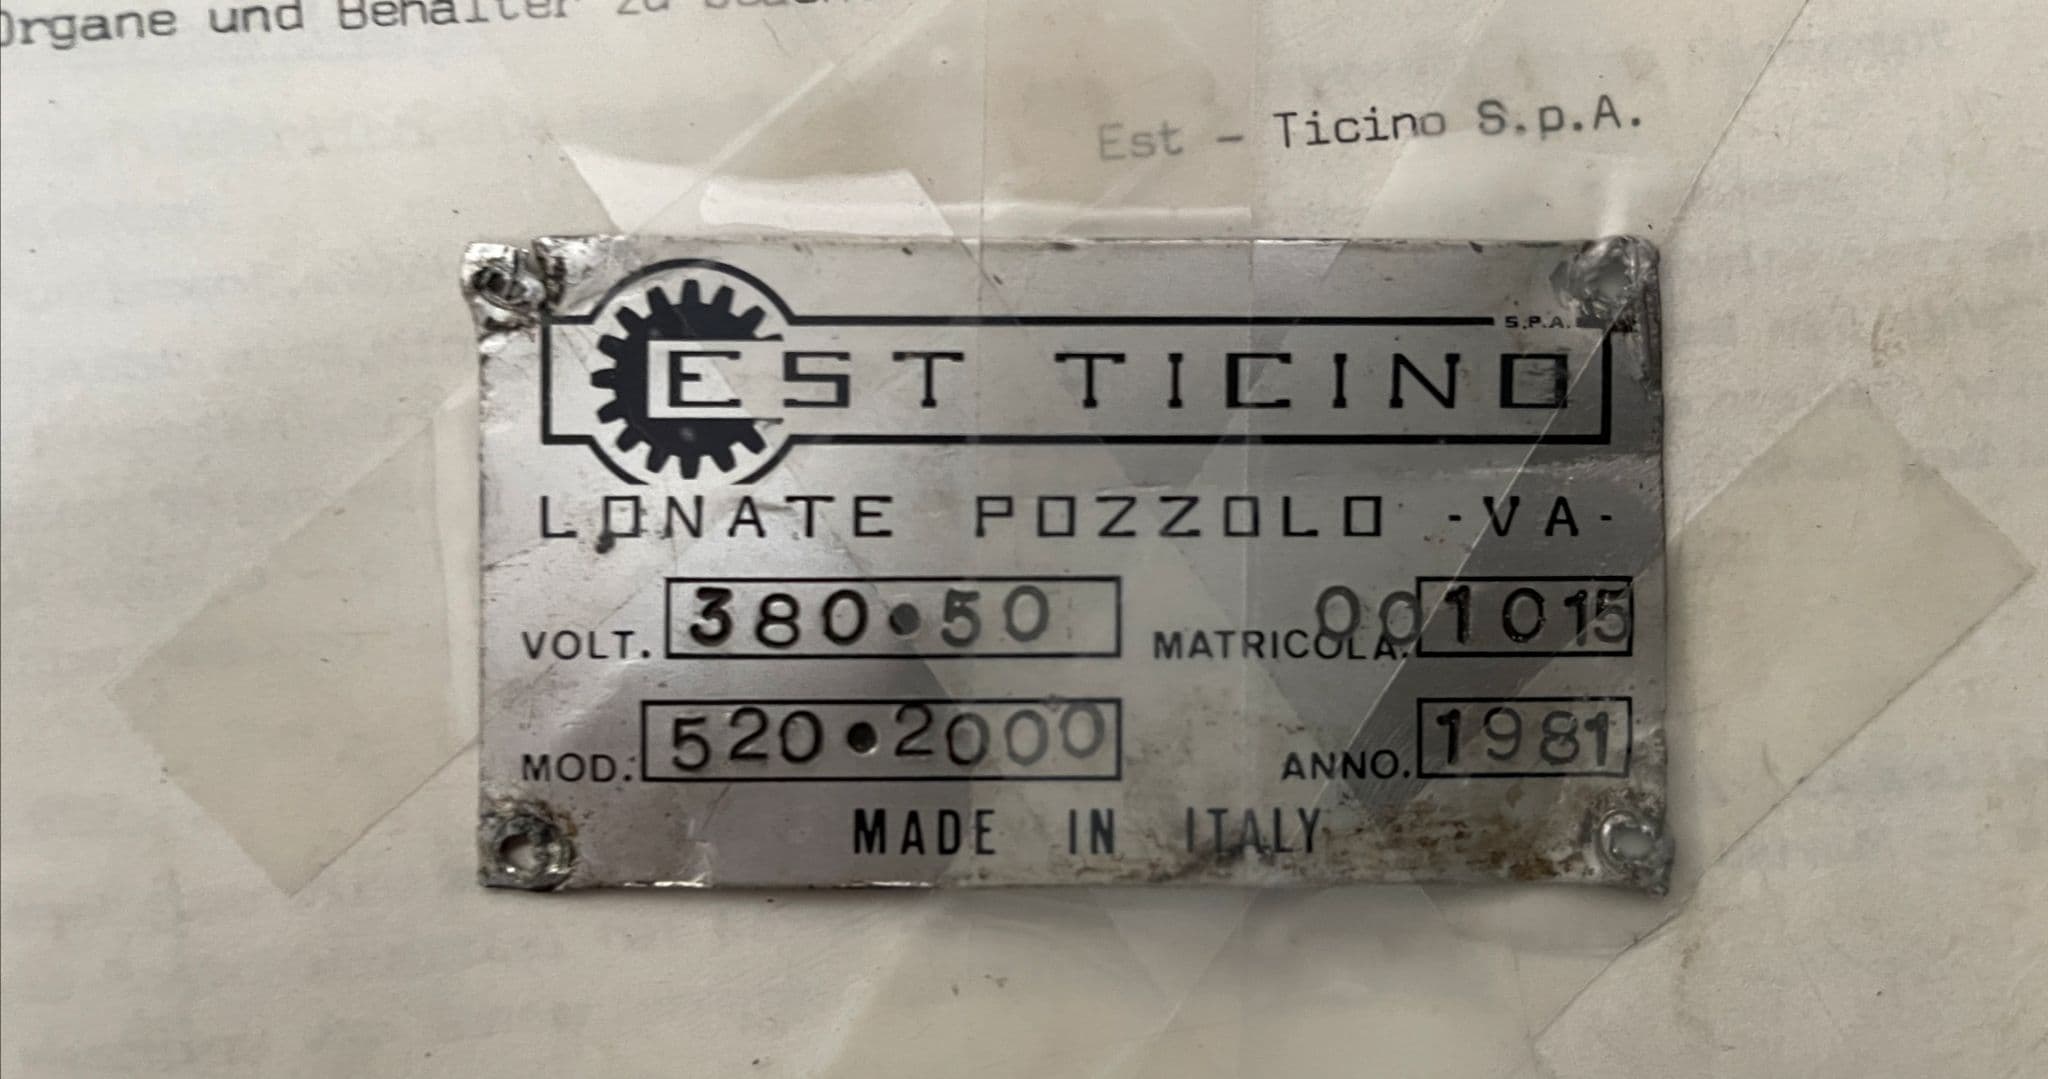 Organe und Behälter zu
Est - Ticino S.p.A.
S.P.A.
EST TICINO
LONATE POZZOLO -VA-
VOLT. 380•50 MATRICOLA. 001015
MOD. 520•2000 ANNO. 1981
MADE IN ITALY